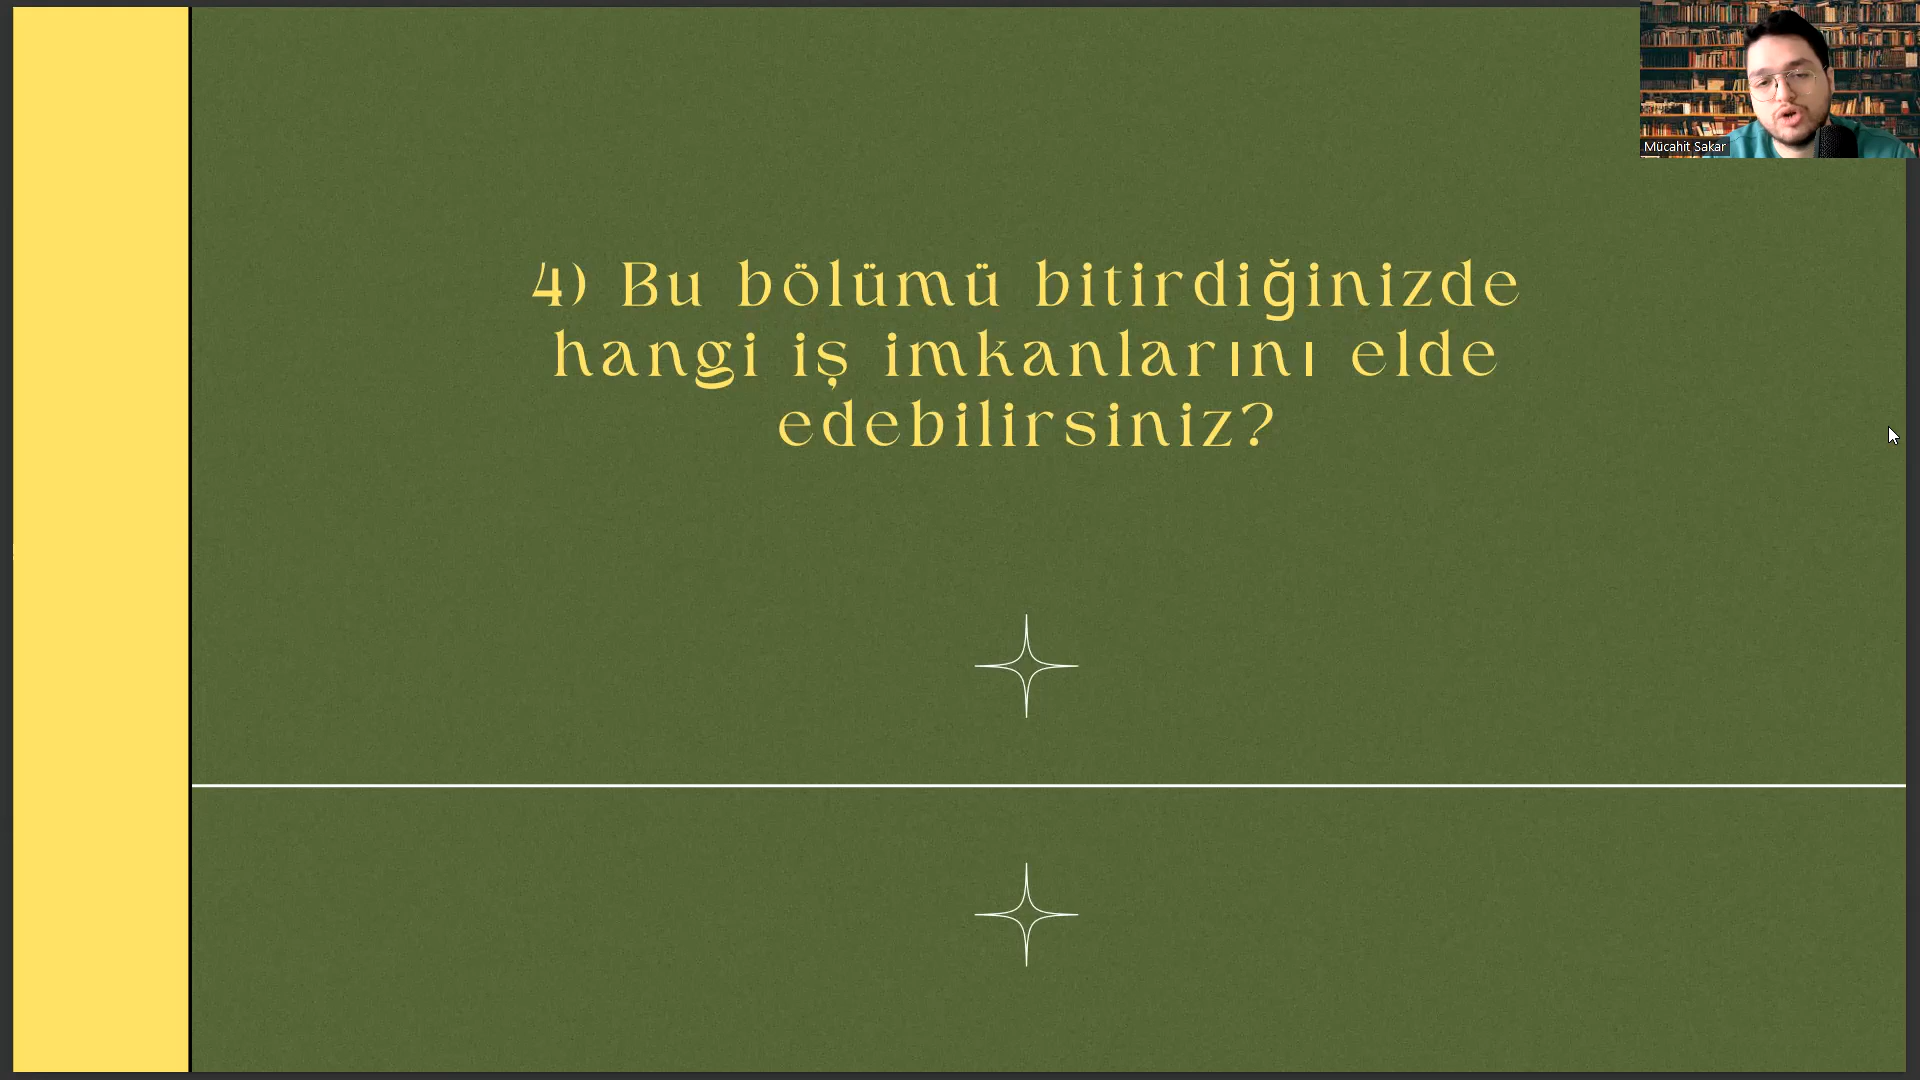 4) Bu bölümü bitirdiğinizde
hangi iş imkanlarını elde
edebilirsiniz?
Mücahit Sakar